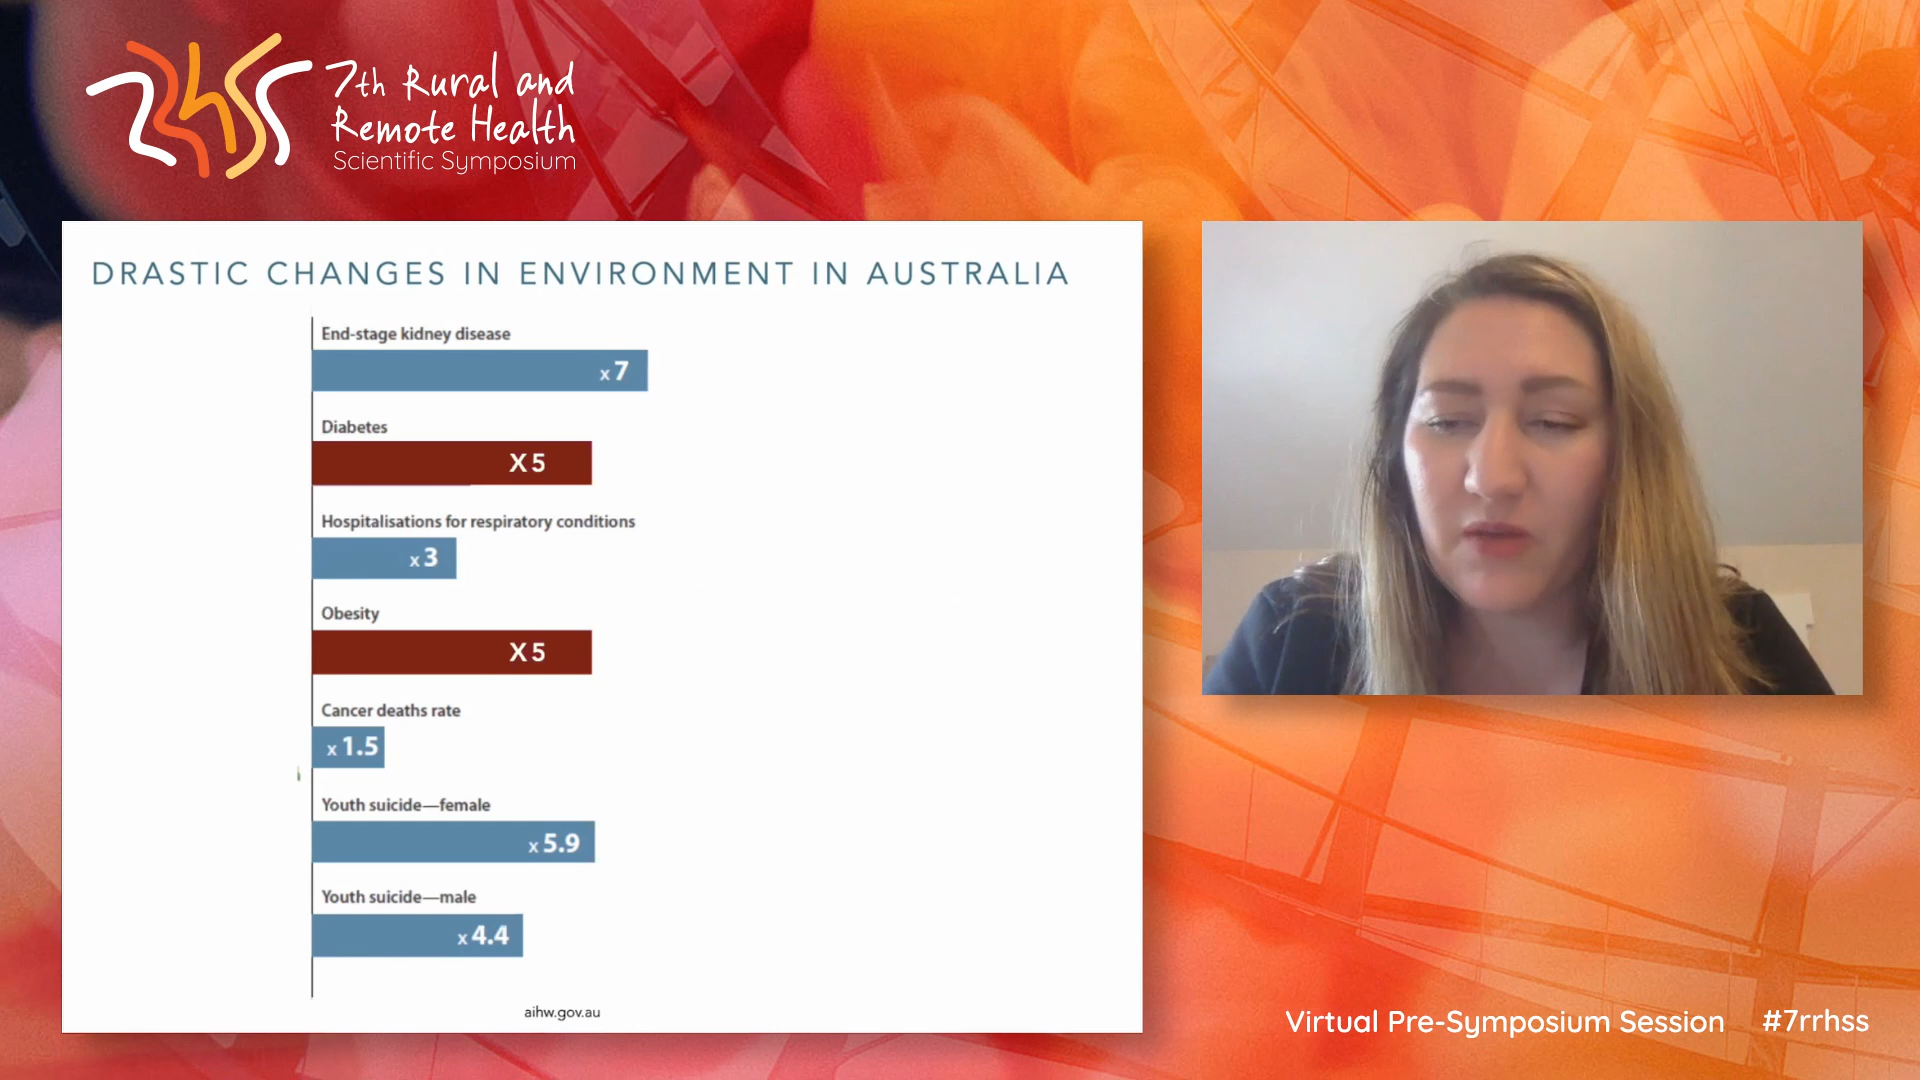 7th Rural and
Remote Health
Scientific Symposium
DRASTIC CHANGES IN ENVIRONMENT IN AUSTRALIA
End-stage kidney disease
x 7
Diabetes
X 5
Hospitalisations for respiratory conditions
x 3
Obesity
X 5
Cancer deaths rate
x 1.5
Youth suicide—female
x 5.9
Youth suicide—male
x 4.4
aihw.gov.au
Virtual Pre-Symposium Session #7rrhss